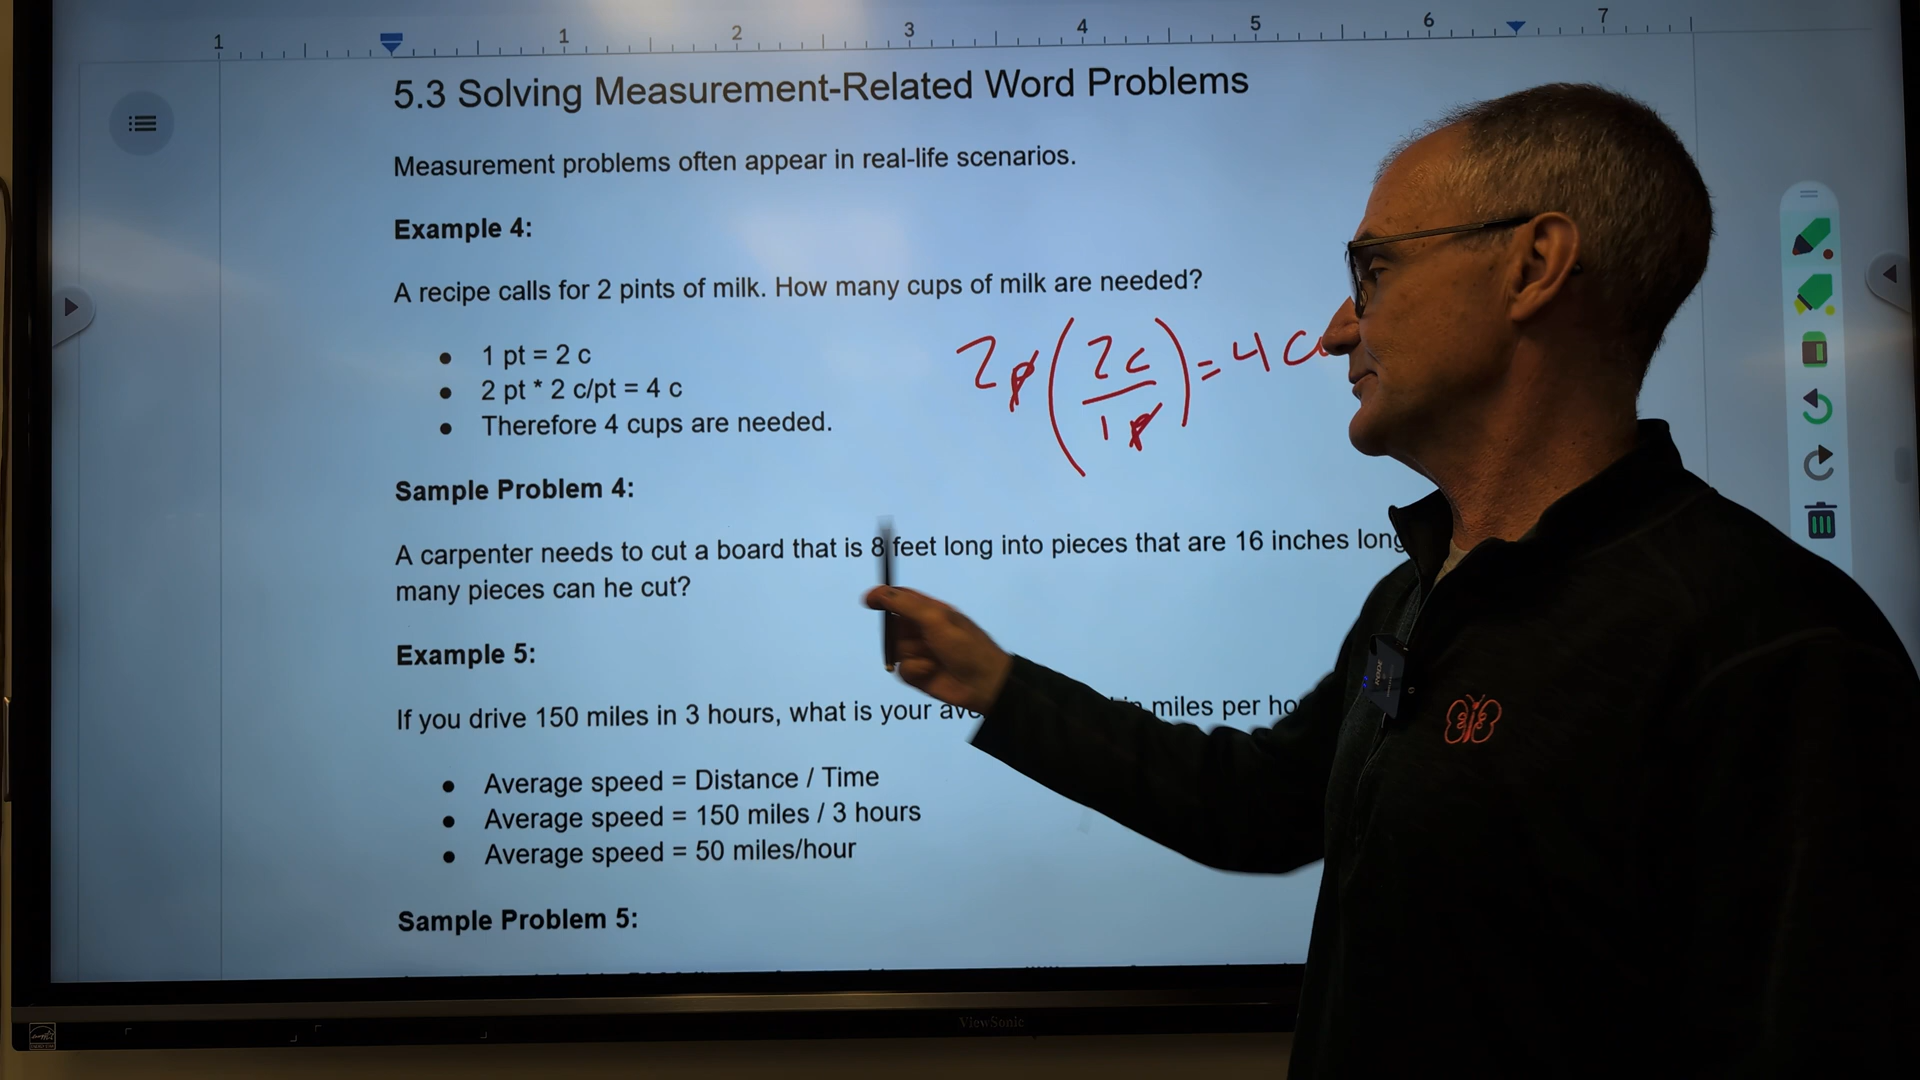 1 1 2 3 4 5 6 7
5.3 Solving Measurement-Related Word Problems
Measurement problems often appear in real-life scenarios.
Example 4:
A recipe calls for 2 pints of milk. How many cups of milk are needed?
● 1 pt = 2 c
● 2 pt * 2 c/pt = 4 c
● Therefore 4 cups are needed.
2p(2c/1p) = 4 c
Sample Problem 4:
A carpenter needs to cut a board that is 8 feet long into pieces that are 16 inches long
many pieces can he cut?
Example 5:
If you drive 150 miles in 3 hours, what is your miles per
● Average speed = Distance / Time
● Average speed = 150 miles / 3 hours
● Average speed = 50 miles/hour
Sample Problem 5:
RODE
ViewSonic